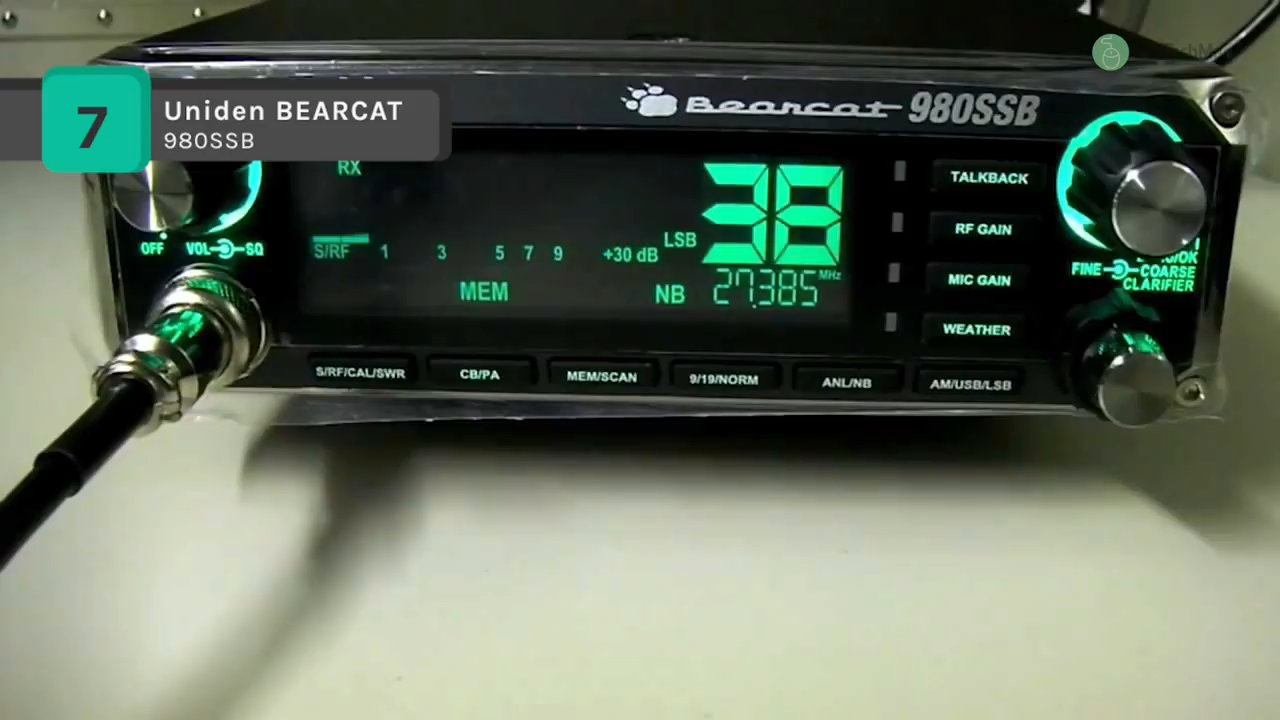 7
Uniden BEARCAT
980SSB
Bearcat 980SSB
RX
38
TALKBACK
OFF VOL SQ
S/RF 1 3 5 7 9 +30 dB LSB
RF GAIN
MEM NB 27.385 MHz
MIC GAIN
FINE COARSE
CLARIFIER
WEATHER
S/RF/CAL/SWR CB/PA MEM/SCAN 9/19/NORM ANL/NB AM/USB/LSB